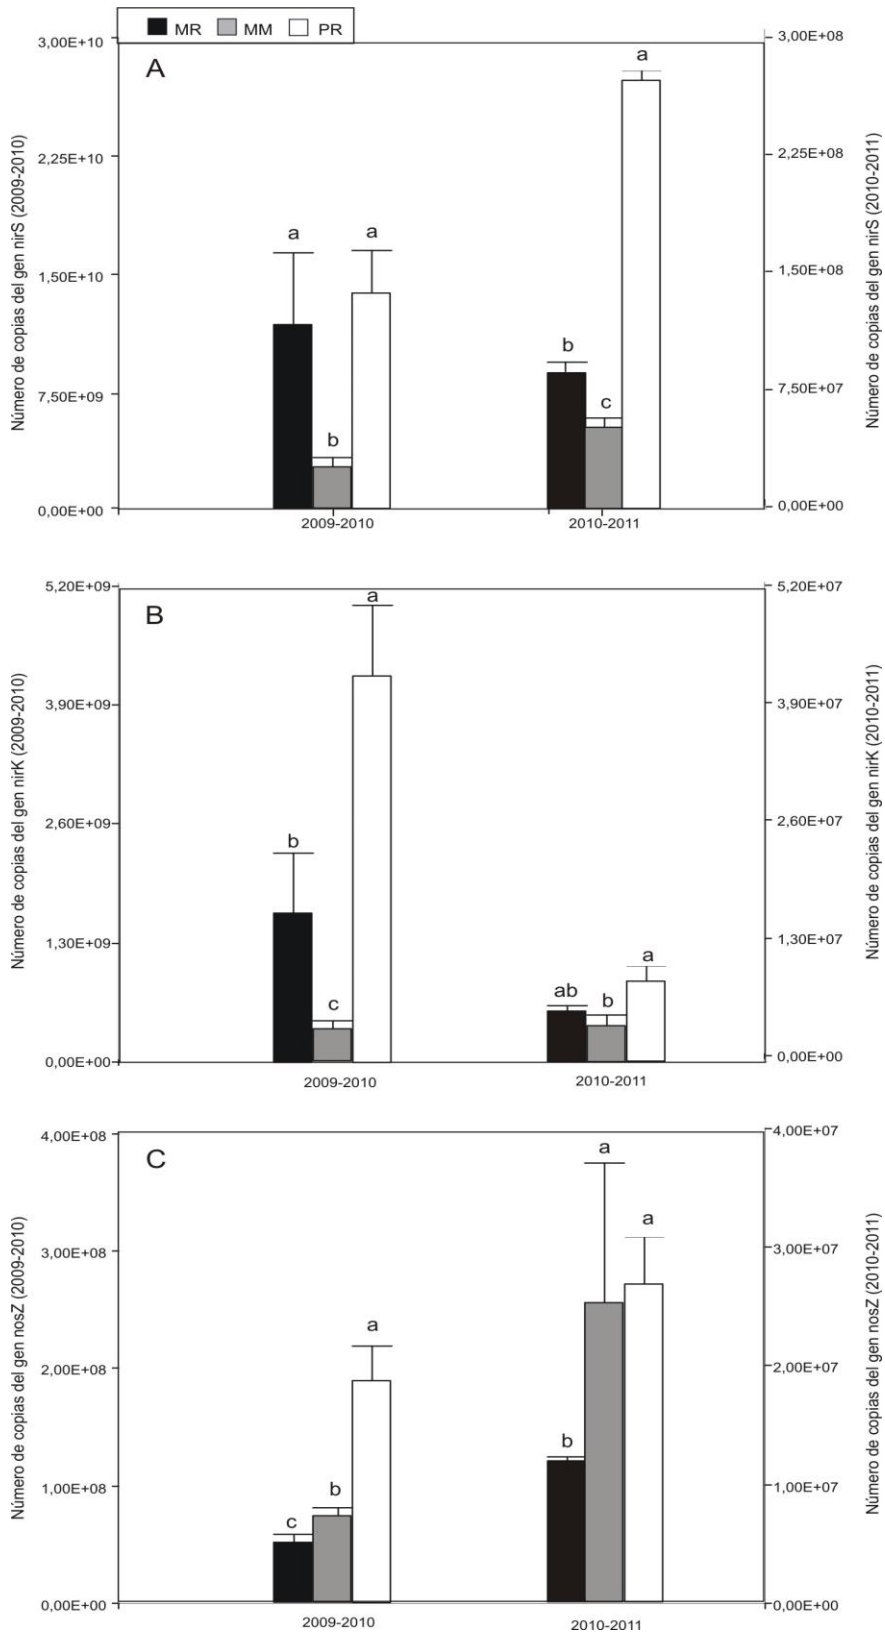 MR MM PR
A
3,00E+10
2,25E+10
1,50E+10
7,50E+09
0,00E+00
Número de copias del gen nirS (2009-2010)
a
b
a
b
c
a
2009-2010
2010-2011
3,00E+08
2,25E+08
1,50E+08
7,50E+07
0,00E+00
Número de copias del gen nirS (2010-2011)
B
5,20E+09
3,90E+09
2,60E+09
1,30E+09
0,00E+00
Número de copias del gen nirK (2009-2010)
b
c
a
ab
b
a
2009-2010
2010-2011
5,20E+07
3,90E+07
2,60E+07
1,30E+07
0,00E+00
Número de copias del gen nirK (2010-2011)
C
4,00E+08
3,00E+08
2,00E+08
1,00E+08
0,00E+00
Número de copias del gen nosZ (2009-2010)
c
b
a
b
a
a
2009-2010
2010-2011
4,00E+07
3,00E+07
2,00E+07
1,00E+07
0,00E+00
Número de copias del gen nosZ (2010-2011)